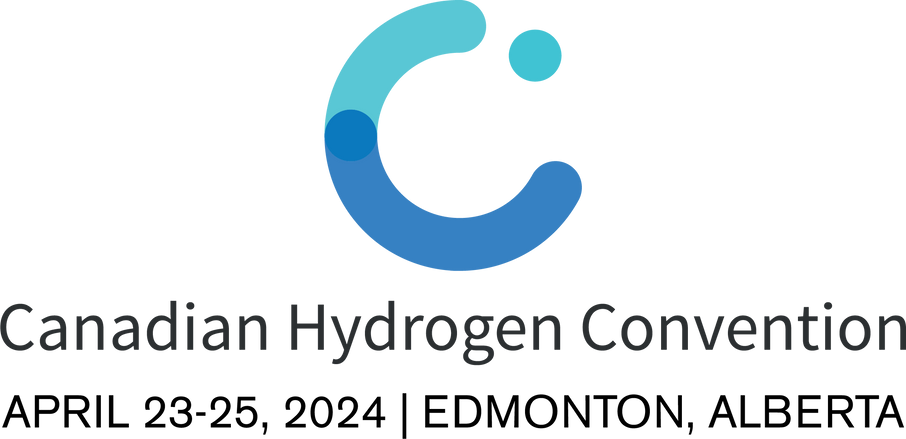 Canadian Hydrogen Convention
APRIL 23-25, 2024 | EDMONTON, ALBERTA